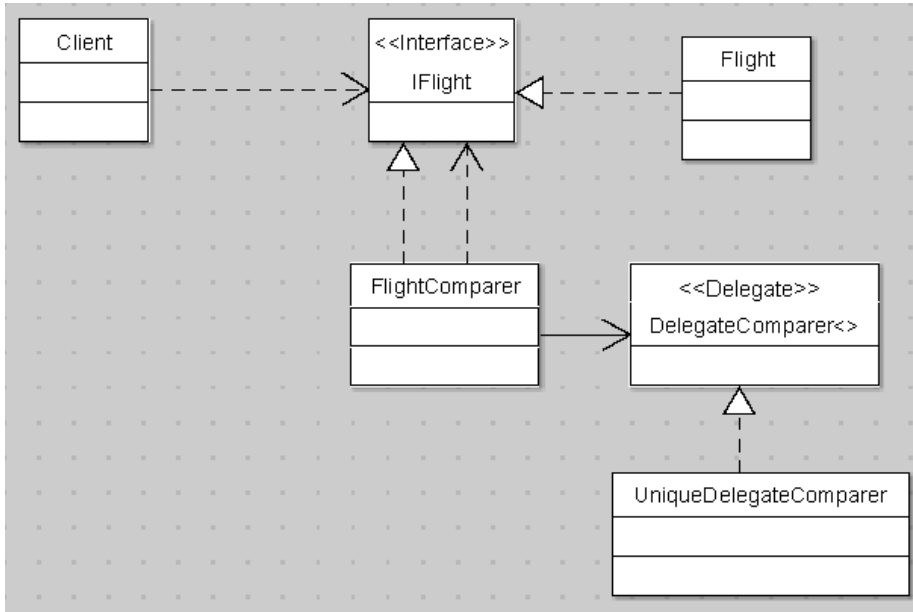 Client
<<Interface>>
IFlight
Flight
FlightComparer
<<Delegate>>
DelegateComparer<>
UniqueDelegateComparer